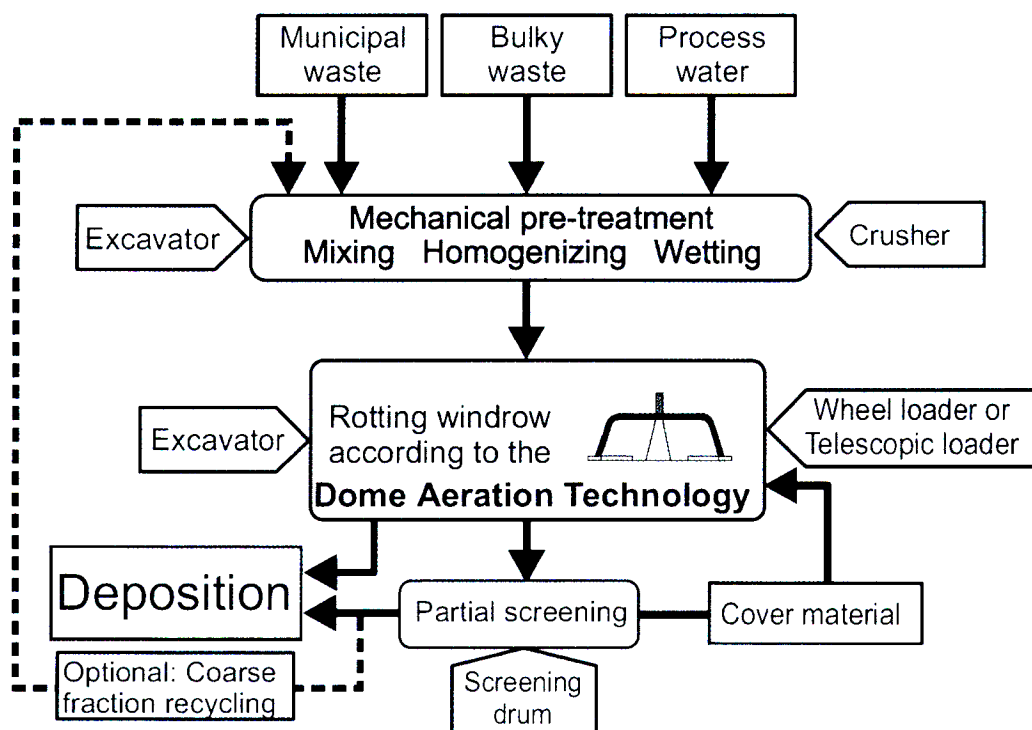 Municipal
waste
Bulky
waste
Process
water
Excavator
Mechanical pre-treatment
Mixing Homogenizing Wetting
Crusher
Excavator
Rotting windrow
according to the
Dome Aeration Technology
Wheel loader or
Telescopic loader
Deposition
Partial screening
Cover material
Optional: Coarse
fraction recycling
Screening
drum